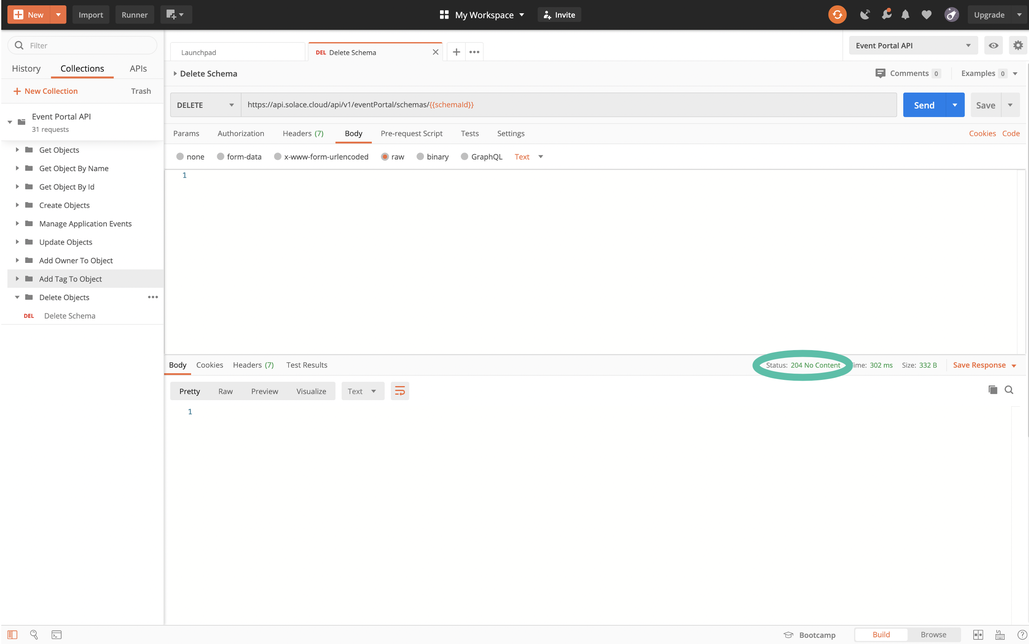 New Import Runner My Workspace Invite Upgrade
Filter
Launchpad DEL Delete Schema Event Portal API
History Collections APIs
Delete Schema Comments 0 Examples 0
New Collection Trash
Event Portal API
31 requests
DELETE https://api.solace.cloud/api/v1/eventPortal/schemas/{{schemaId}} Send Save
Params Authorization Headers (7) Body Pre-request Script Tests Settings Cookies Code
none form-data x-www-form-urlencoded raw binary GraphQL Text
1
Get Objects
Get Object By Name
Get Object By Id
Create Objects
Manage Application Events
Update Objects
Add Owner To Object
Add Tag To Object
Delete Objects
DEL Delete Schema
Body Cookies Headers (7) Test Results Status: 204 No Content ime: 302 ms Size: 332 B Save Response
Pretty Raw Preview Visualize Text
1
Bootcamp Build Browse